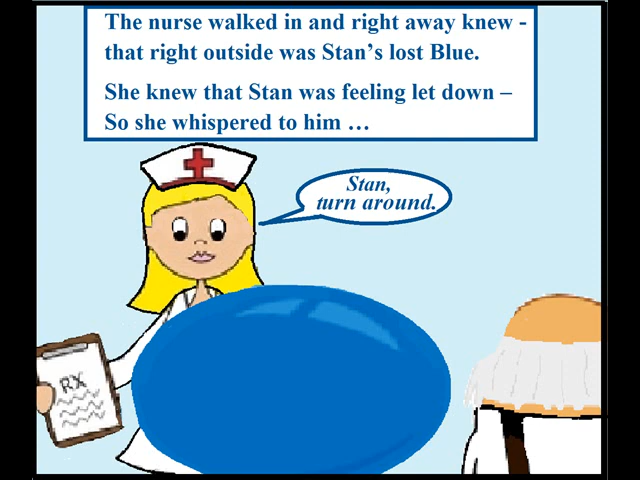 The nurse walked in and right away knew -
that right outside was Stan's lost Blue.
She knew that Stan was feeling let down –
So she whispered to him …
Stan,
turn around.
RX